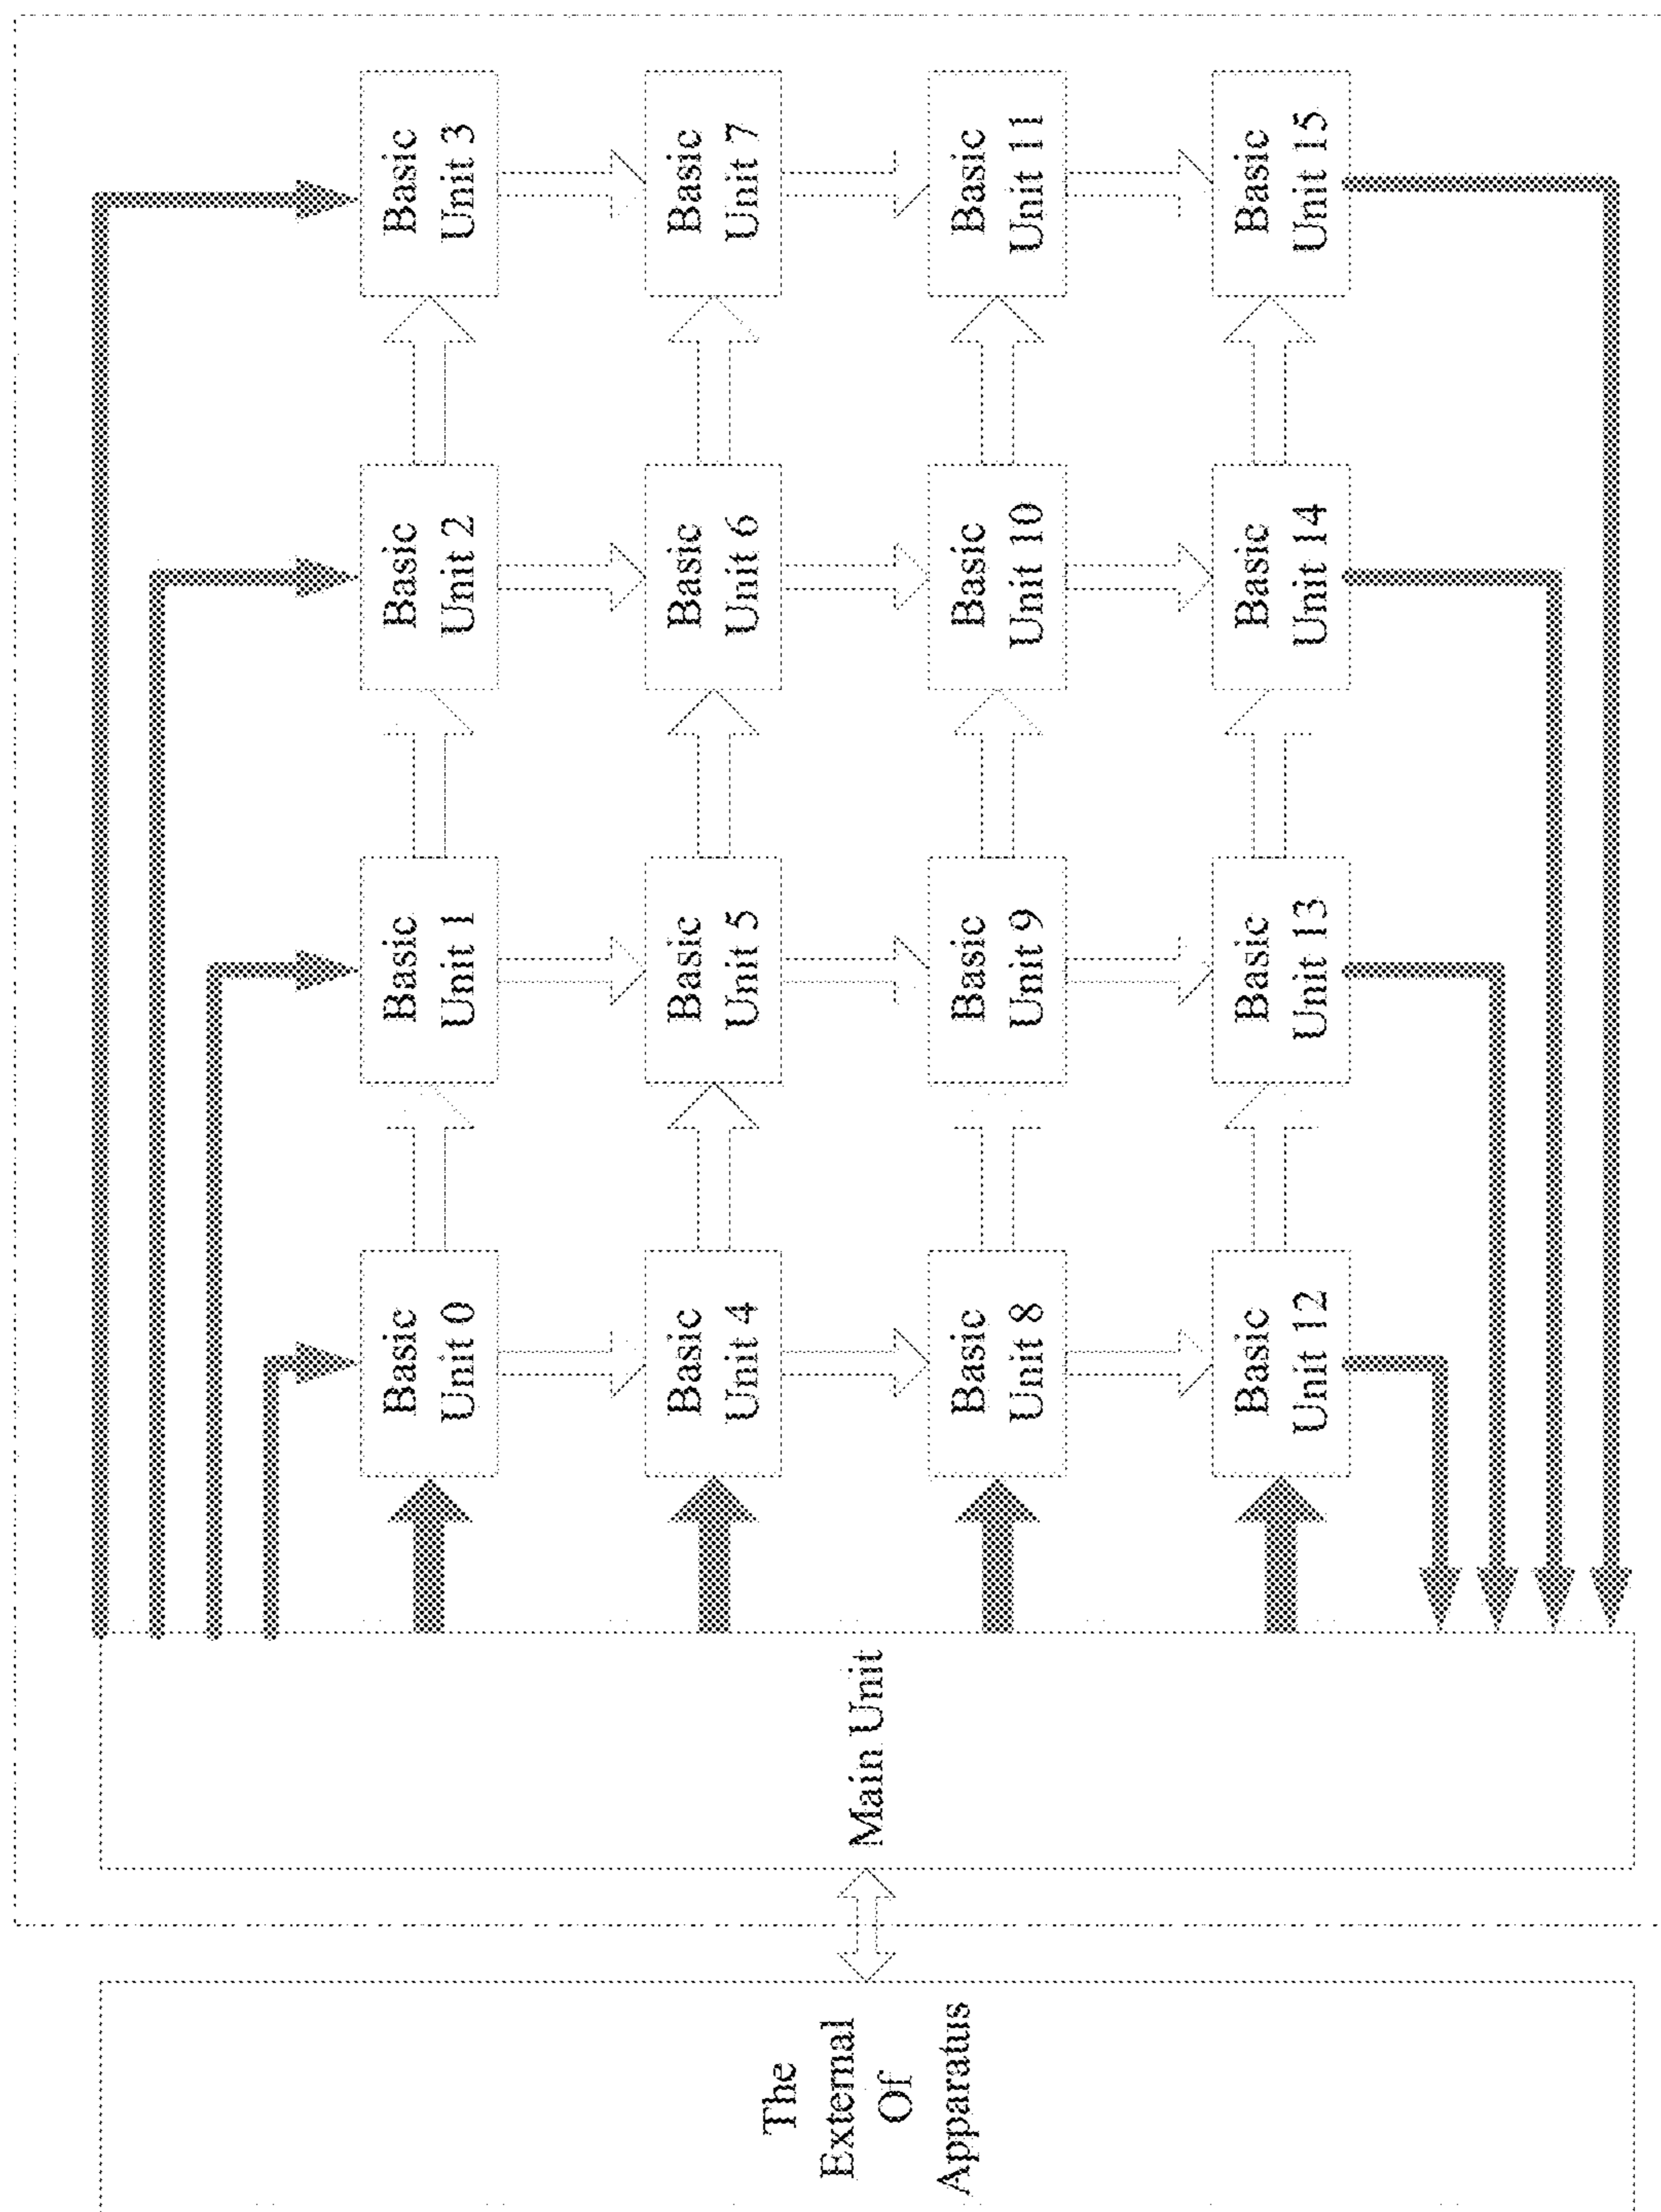 The
External
Of
Apparatus
Main Unit
Basic
Unit 0
Basic
Unit 1
Basic
Unit 2
Basic
Unit 3
Basic
Unit 4
Basic
Unit 5
Basic
Unit 6
Basic
Unit 7
Basic
Unit 8
Basic
Unit 9
Basic
Unit 10
Basic
Unit 11
Basic
Unit 12
Basic
Unit 13
Basic
Unit 14
Basic
Unit 15